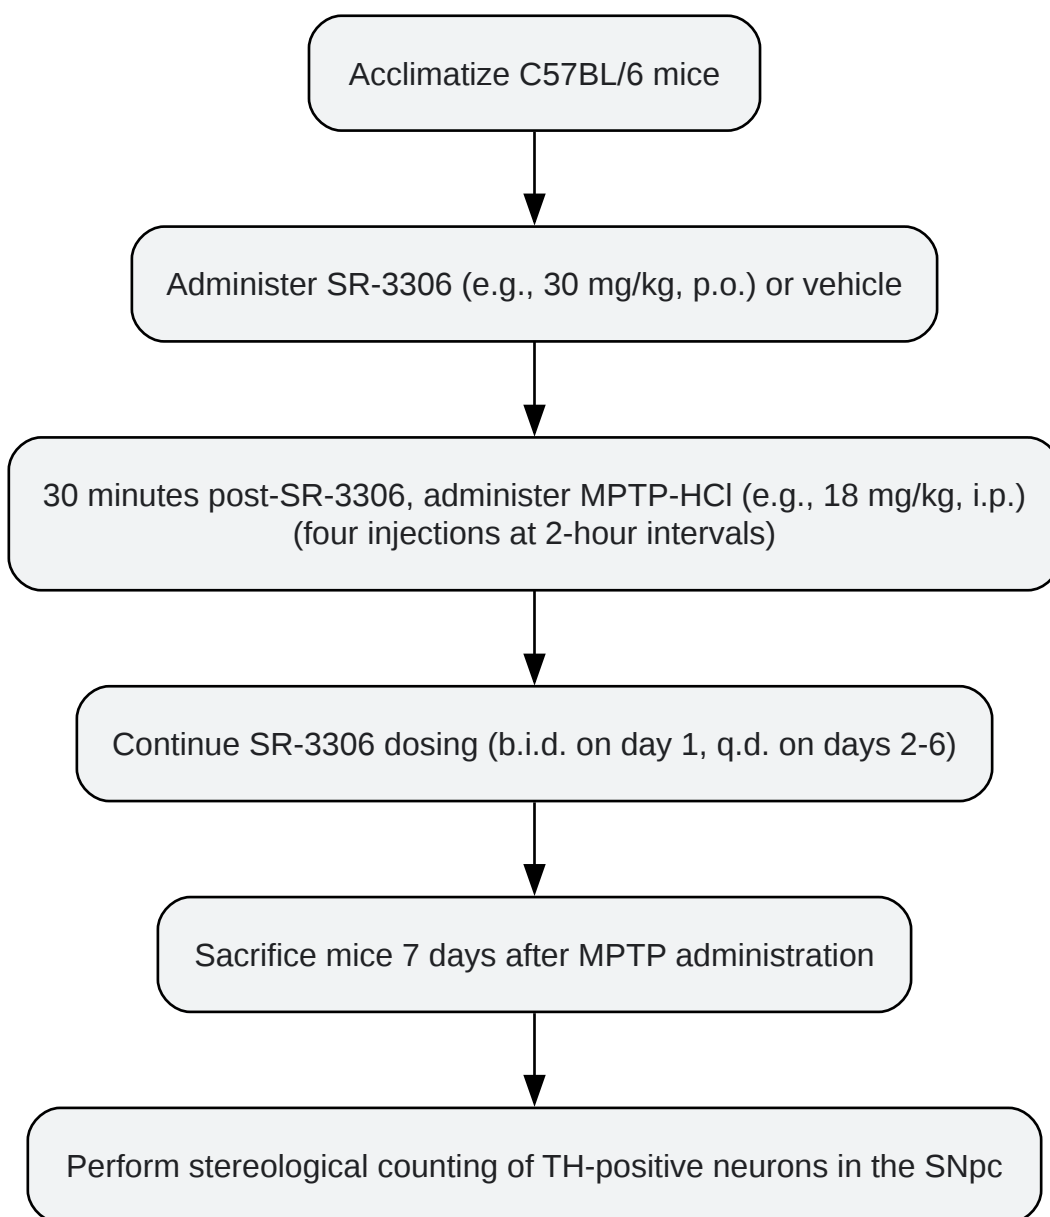 Acclimatize C57BL/6 mice
Administer SR-3306 (e.g., 30 mg/kg, p.o.) or vehicle
30 minutes post-SR-3306, administer MPTP-HCl (e.g., 18 mg/kg, i.p.)
(four injections at 2-hour intervals)
Continue SR-3306 dosing (b.i.d. on day 1, q.d. on days 2-6)
Sacrifice mice 7 days after MPTP administration
Perform stereological counting of TH-positive neurons in the SNpc